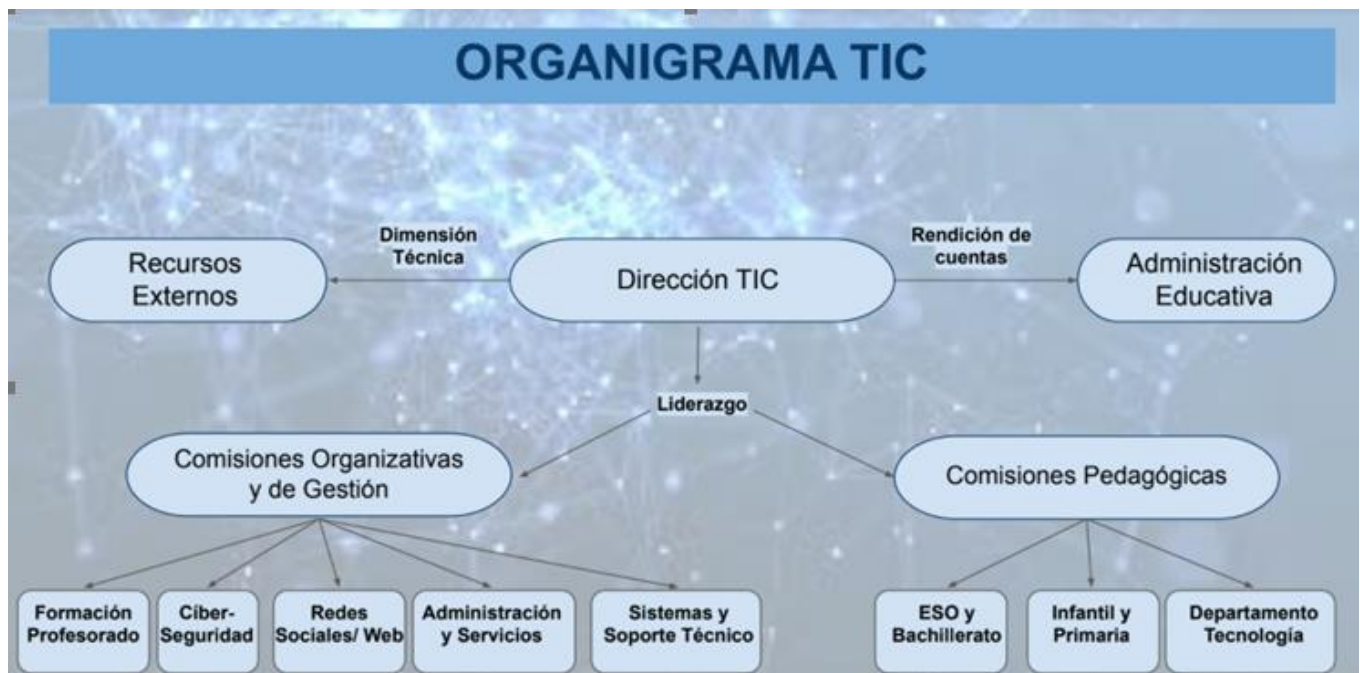 ORGANIGRAMA TIC
Dimensión
Técnica
Rendición de
cuentas
Recursos
Externos
Dirección TIC
Administración
Educativa
Liderazgo
Comisiones Organizativas
y de Gestión
Comisiones Pedagógicas
Formación
Profesorado
Cíber-
Seguridad
Redes
Sociales/ Web
Administración
y Servicios
Sistemas y
Soporte Técnico
ESO y
Bachillerato
Infantil y
Primaria
Departamento
Tecnología